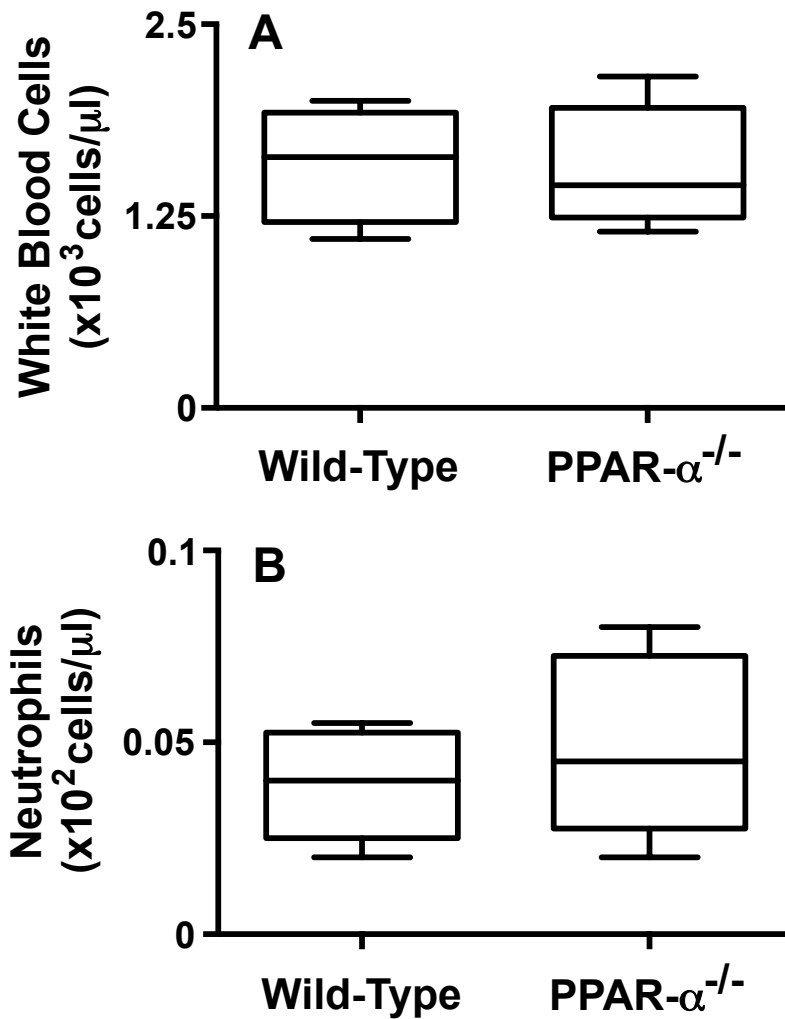 A
White Blood Cells
(x10³cells/μl)
2.5
1.25
0
Wild-Type PPAR-α⁻/⁻
B
Neutrophils
(x10²cells/μl)
0.1
0.05
0
Wild-Type PPAR-α⁻/⁻